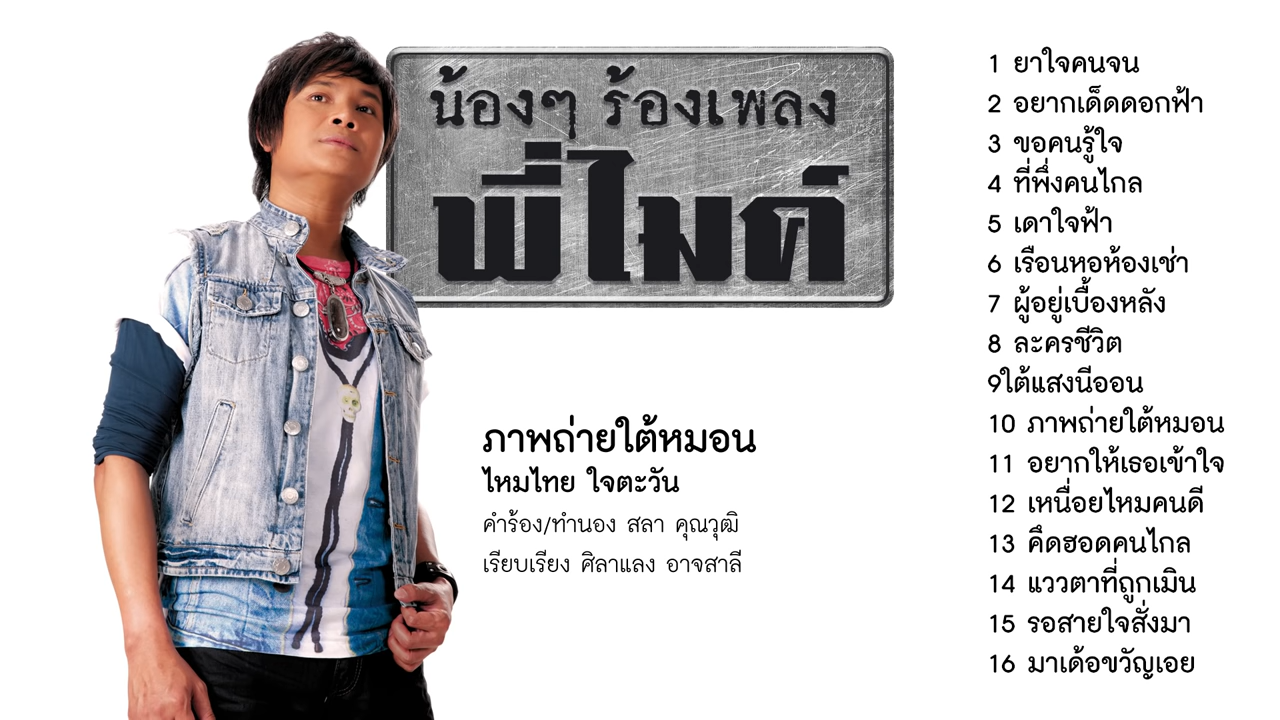 น้องๆ ร้องเพลง
พี่ไมค์
ภาพถ่ายใต้หมอน
ไหมไทย ใจตะวัน
คำร้อง/ทำนอง สลา คุณวุฒิ
เรียบเรียง ศิลาแลง อาจสาลี
1 ยาใจคนจน
2 อยากเด็ดดอกฟ้า
3 ขอคนรู้ใจ
4 ที่พึ่งคนไกล
5 เดาใจฟ้า
6 เรือนหอห้องเช่า
7 ผู้อยู่เบื้องหลัง
8 ละครชีวิต
9ใต้แสงนีออน
10 ภาพถ่ายใต้หมอน
11 อยากให้เธอเข้าใจ
12 เหนื่อยไหมคนดี
13 คึดฮอดคนไกล
14 แววตาที่ถูกเมิน
15 รอสายใจสั่งมา
16 มาเด้อขวัญเอย